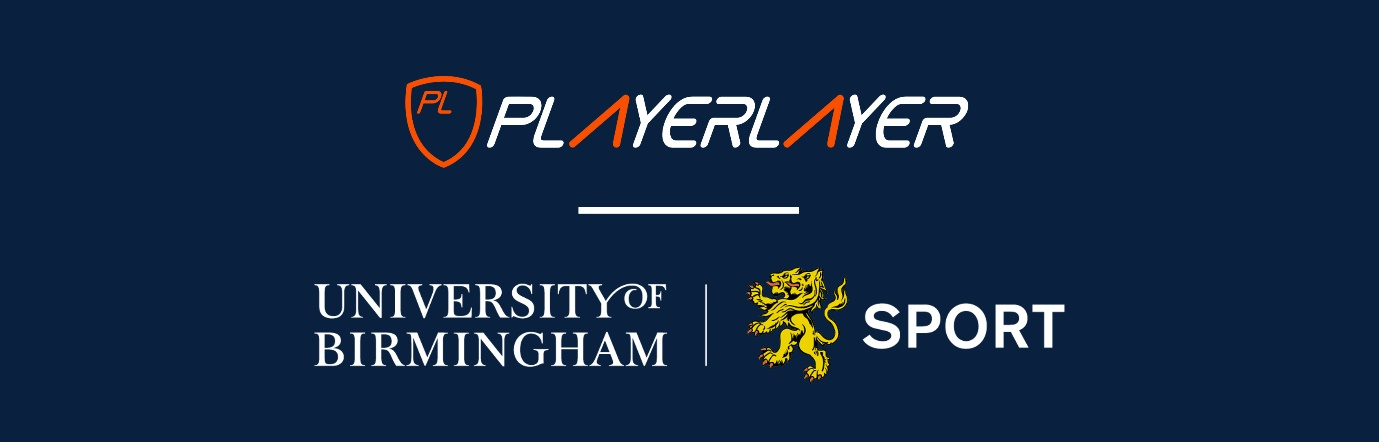 PL PLAYERLAYER
UNIVERSITY OF
BIRMINGHAM
SPORT